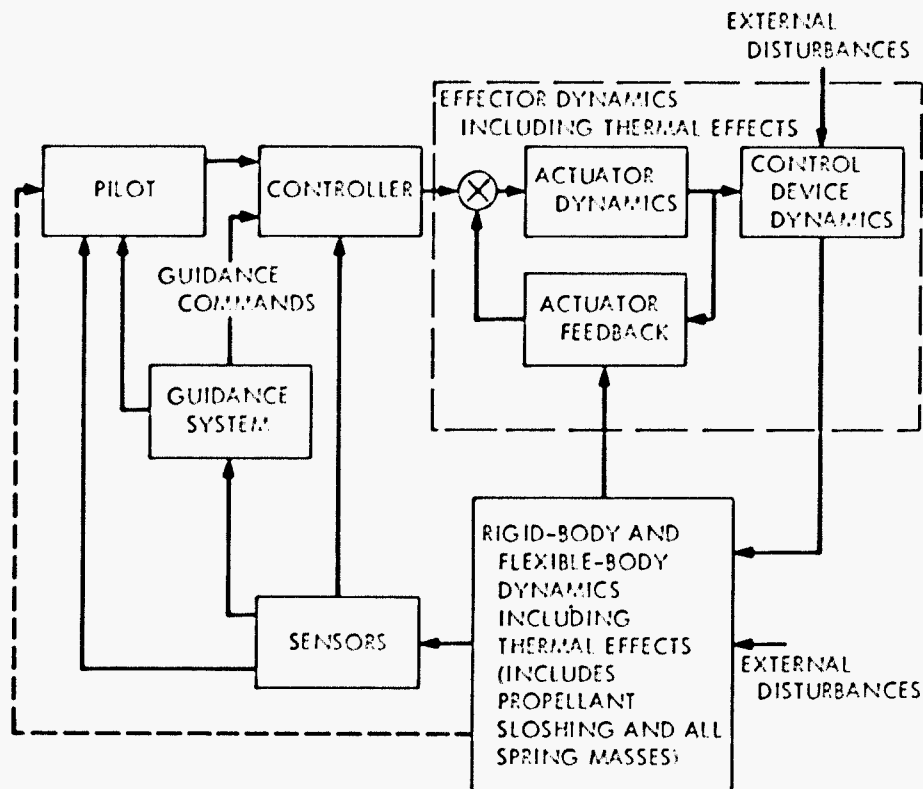 EXTERNAL
DISTURBANCES
EFFECTOR DYNAMICS
INCLUDING THERMAL EFFECTS
PILOT
CONTROLLER
ACTUATOR
DYNAMICS
CONTROL
DEVICE
DYNAMICS
GUIDANCE
COMMANDS
ACTUATOR
FEEDBACK
GUIDANCE
SYSTEM
RIGID-BODY AND
FLEXIBLE-BODY
DYNAMICS
INCLUDING
THERMAL EFFECTS
(INCLUDES
PROPELLANT
SLOSHING AND ALL
SPRING MASSES)
SENSORS
EXTERNAL
DISTURBANCES